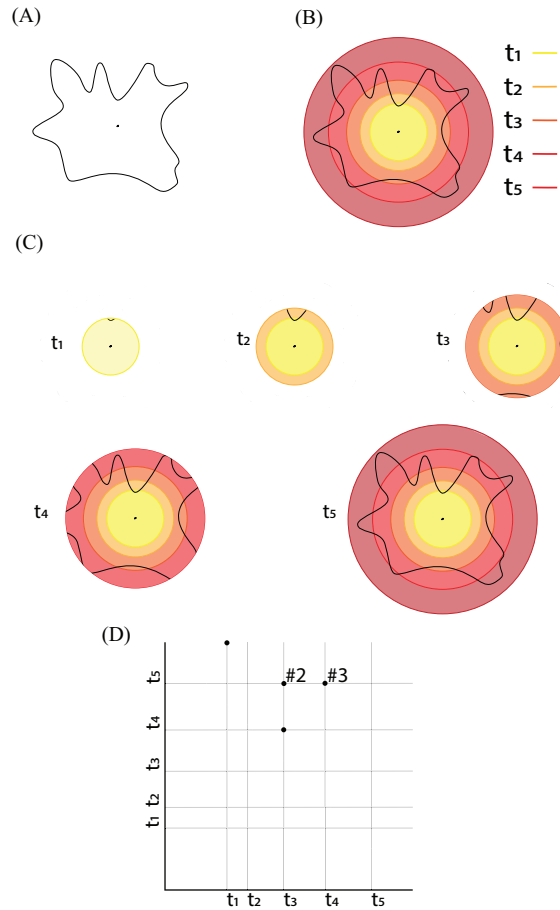 (A)
(B)
t₁
t₂
t₃
t₄
t₅
(C)
t₁
t₂
t₃
t₄
t₅
(D)
#2
#3
t₅
t₄
t₃
t₂
t₁
t₁ t₂ t₃ t₄ t₅